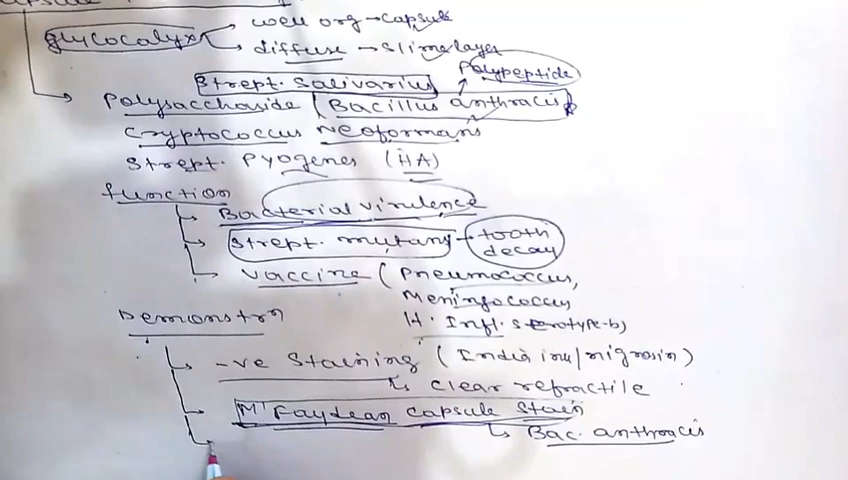 glycocalyx
well org → capsule
diffuse → Slime layer
Strept. Salivarius
polypeptide
Polysaccharide (Bacillus anthracis)
Cryptococcus Neoformans
Strept. Pyogenes (HA)
function
Bacterial virulence
Strept. mutans → tooth decay
Vaccine (Pneumococcus,
Meningococcus,
H. Infl. Serotype-b)
Demonstrn
-ve Staining (India ink/nigrosin)
↳ clear refractile
M' Faydean Capsule Stain
↳ Bac. anthracis